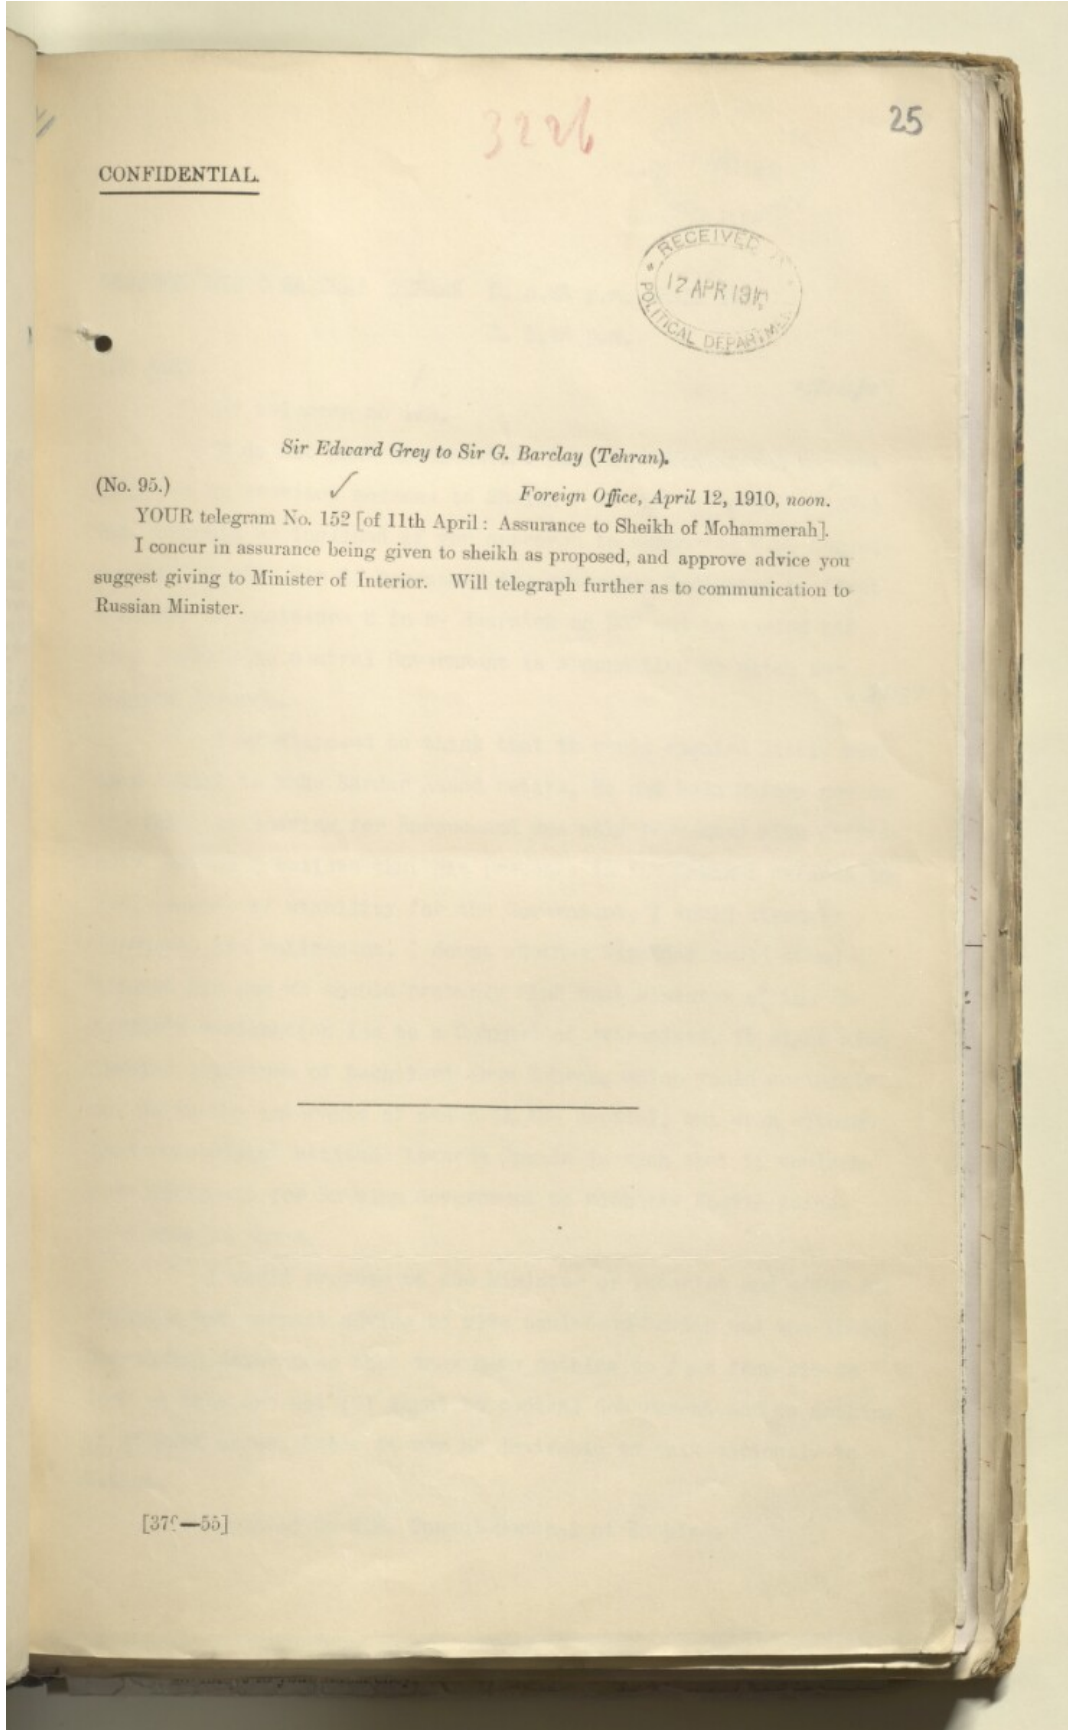 3226
25
CONFIDENTIAL.
* RECEIVED *
12 APR 1910
POLITICAL DEPARTMEN
Sir Edward Grey to Sir G. Barclay (Tehran).
(No. 95.)
Foreign Office, April 12, 1910, noon.
YOUR telegram No. 152 [of 11th April : Assurance to Sheikh of Mohammerah].
I concur in assurance being given to sheikh as proposed, and approve advice you
suggest giving to Minister of Interior. Will telegraph further as to communication to
Russian Minister.